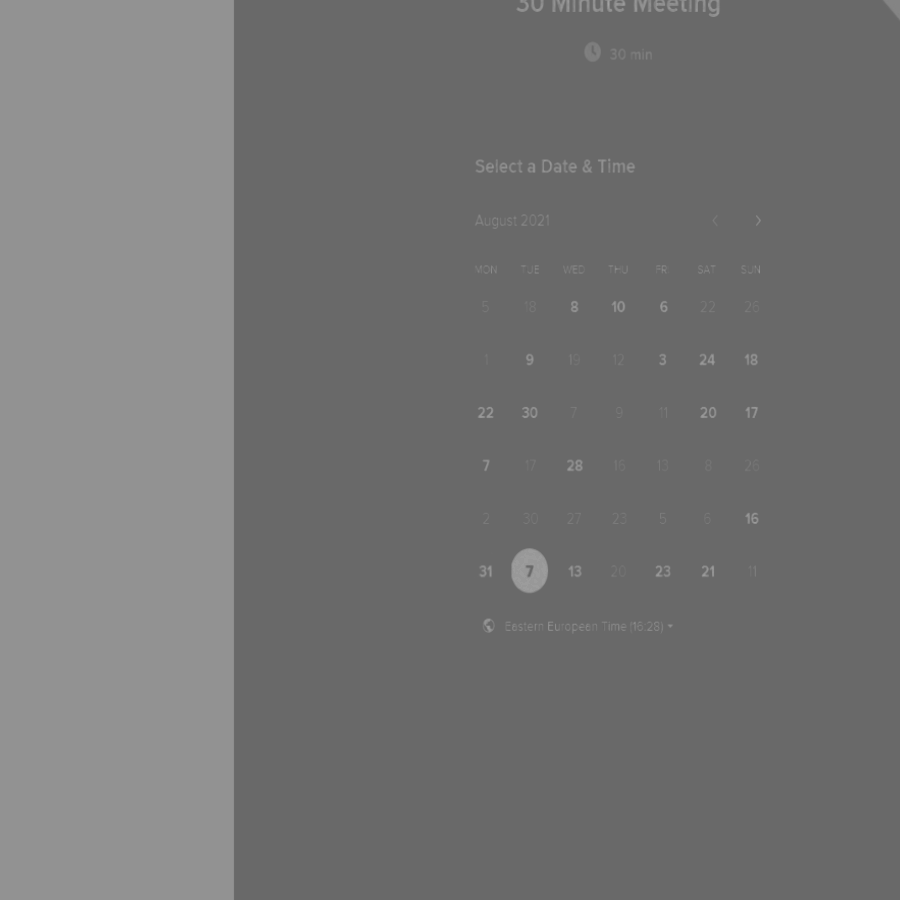 30 Minute Meeting
30 min
Select a Date & Time
August 2021
MON TUE WED THU FRI SAT SUN
5 18 8 10 6 22 26
1 9 19 12 3 24 18
22 30 7 9 11 20 17
7 17 28 16 13 8 26
2 30 27 23 5 6 16
31 7 13 20 23 21 11
Eastern European Time (16:28)